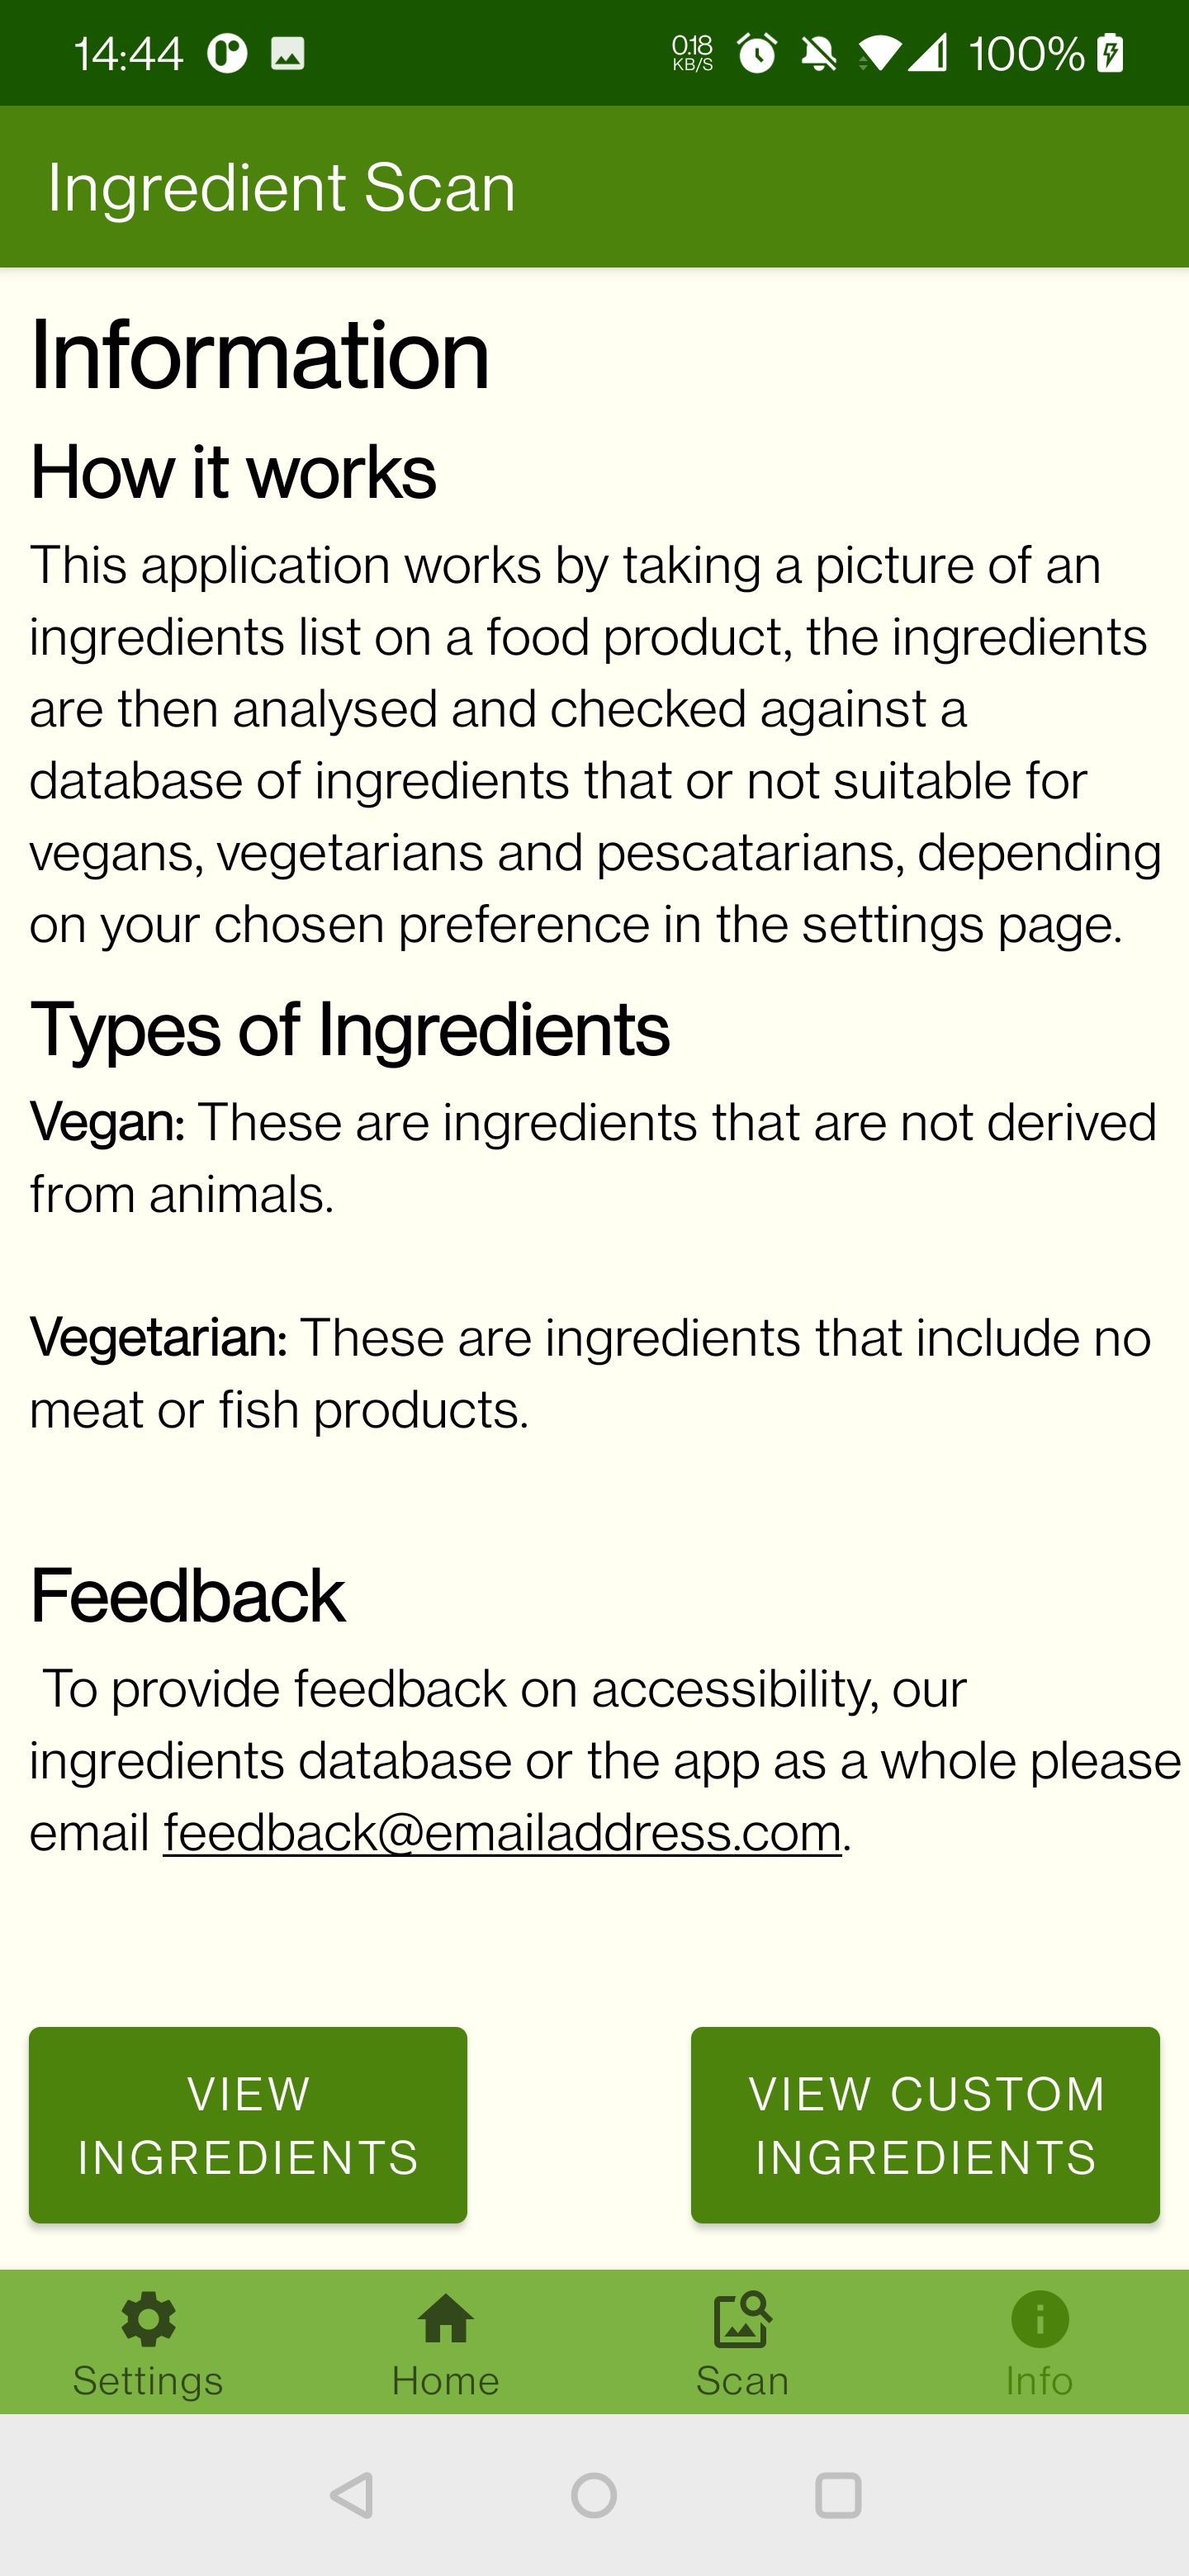 14:44
0.18
KB/S
100%
Ingredient Scan
Information
How it works
This application works by taking a picture of an
ingredients list on a food product, the ingredients
are then analysed and checked against a
database of ingredients that or not suitable for
vegans, vegetarians and pescatarians, depending
on your chosen preference in the settings page.
Types of Ingredients
Vegan: These are ingredients that are not derived
from animals.
Vegetarian: These are ingredients that include no
meat or fish products.
Feedback
To provide feedback on accessibility, our
ingredients database or the app as a whole please
email feedback@emailaddress.com.
VIEW
INGREDIENTS
VIEW CUSTOM
INGREDIENTS
Settings
Home
Scan
Info